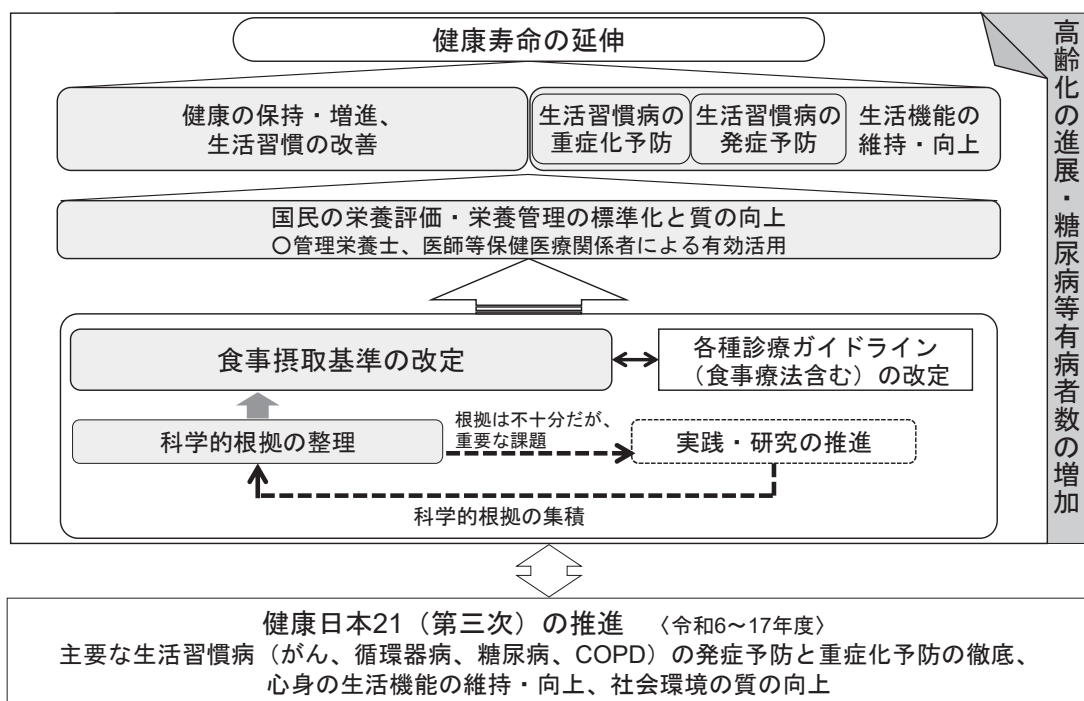 健康寿命の延伸
健康の保持・増進、
生活習慣の改善
生活習慣病の
重症化予防
生活習慣病の
発症予防
生活機能の
維持・向上
国民の栄養評価・栄養管理の標準化と質の向上
〇管理栄養士、医師等保健医療関係者による有効活用
食事摂取基準の改定
各種診療ガイドライン
（食事療法含む）の改定
科学的根拠の整理
根拠は不十分だが、
重要な課題
実践・研究の推進
科学的根拠の集積
高齢化の進展・糖尿病等有病者数の増加
健康日本21（第三次）の推進　〈令和6～17年度〉
主要な生活習慣病（がん、循環器病、糖尿病、COPD）の発症予防と重症化予防の徹底、
心身の生活機能の維持・向上、社会環境の質の向上